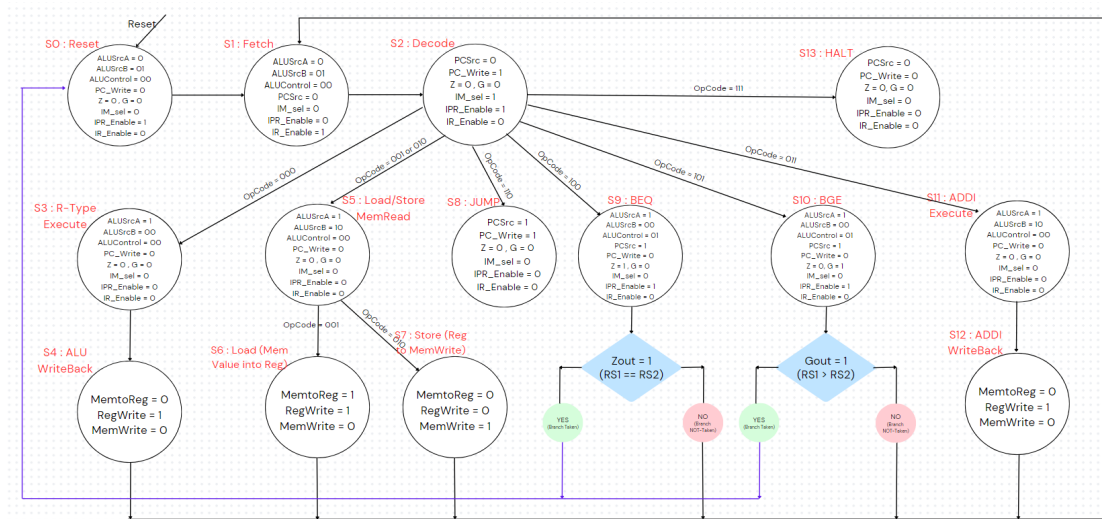 Reset
S0 : Reset
ALUSrcA = 0
ALUSrcB = 01
ALUControl = 00
PC_Write = 0
Z = 0 , G = 0
IM_sel = 0
IPR_Enable = 1
IR_Enable = 0
S1 : Fetch
ALUSrcA = 0
ALUSrcB = 01
ALUControl = 00
PCSrc = 0
IM_sel = 0
IPR_Enable = 0
IR_Enable = 1
S2 : Decode
PCSrc = 0
PC_Write = 1
Z = 0 , G = 0
IM_sel = 1
IPR_Enable = 1
IR_Enable = 0
OpCode = 111
S13 : HALT
PCSrc = 0
PC_Write = 0
Z = 0, G = 0
IM_sel = 0
IPR_Enable = 0
IR_Enable = 0
OpCode = 000
OpCode = 001 or 010
OpCode = 110
OpCode = 100
OpCode = 101
OpCode = 011
S3 : R-Type
Execute
ALUSrcA = 1
ALUSrcB = 00
ALUControl = 00
PC_Write = 0
Z = 0 , G = 0
IM_sel = 0
IPR_Enable = 0
IR_Enable = 0
S5 : Load/Store
MemRead
ALUSrcA = 1
ALUSrcB = 10
ALUControl = 00
PC_Write = 0
Z = 0, G = 0
IM_sel = 0
IPR_Enable = 0
IR_Enable = 0
S8 : JUMP
PCSrc = 1
PC_Write = 1
Z = 0 , G = 0
IM_sel = 0
IPR_Enable = 0
IR_Enable = 0
S9 : BEQ
ALUSrcA = 1
ALUSrcB = 00
ALUControl = 01
PCSrc = 1
Z = 1 , G = 0
IM_sel = 0
IPR_Enable = 1
IR_Enable = 0
S10 : BGE
ALUSrcA = 1
ALUSrcB = 00
ALUControl = 01
PCSrc = 1
Z = 0, G = 1
IM_sel = 0
IPR_Enable = 1
IR_Enable = 0
S11 : ADDI
Execute
ALUSrcA = 1
ALUSrcB = 10
ALUControl = 00
PC_Write = 0
Z = 0 , G = 0
IM_sel = 0
IPR_Enable = 0
IR_Enable = 0
OpCode = 001
OpCode = 010
S4 : ALU
WriteBack
MemtoReg = 0
RegWrite = 1
MemWrite = 0
S6 : Load (Mem
Value into Reg)
MemtoReg = 1
RegWrite = 1
MemWrite = 0
S7 : Store (Reg
to MemWrite)
MemtoReg = 0
RegWrite = 0
MemWrite = 1
Zout = 1
(RS1 == RS2)
YES
(Branch Taken)
NO
(Branch
NOT-Taken)
Gout = 1
(RS1 > RS2)
YES
(Branch Taken)
NO
(Branch
NOT-Taken)
S12 : ADDI
WriteBack
MemtoReg = 0
RegWrite = 1
MemWrite = 0